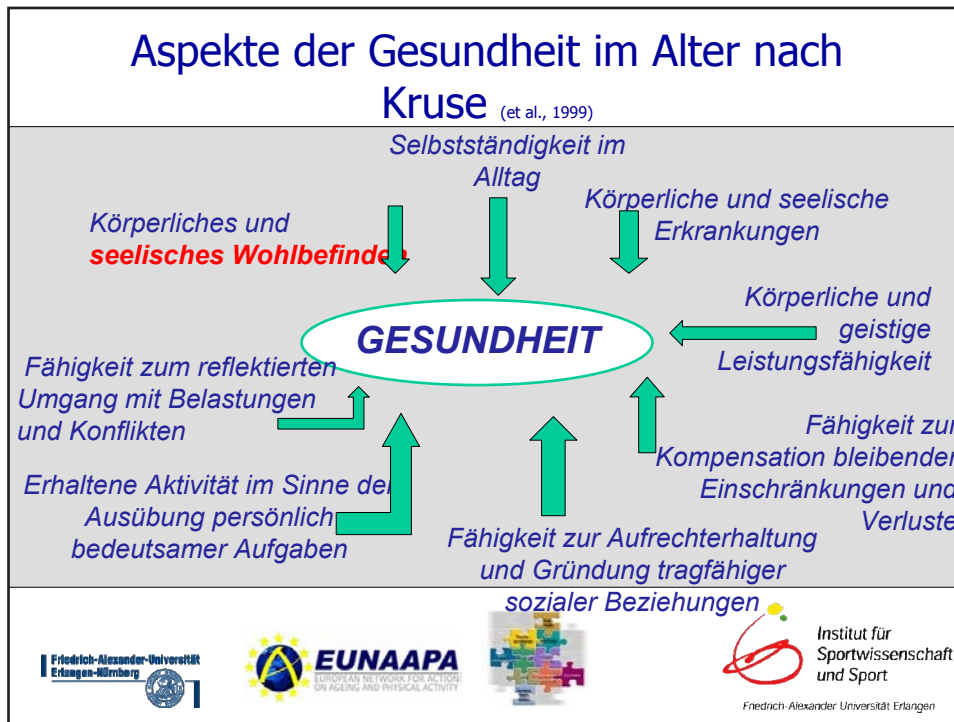 Aspekte der Gesundheit im Alter nach
Kruse (et al., 1999)
Selbstständigkeit im
Alltag
Körperliches und
seelisches Wohlbefinden
Körperliche und seelische
Erkrankungen
GESUNDHEIT
Körperliche und
geistige
Leistungsfähigkeit
Fähigkeit zum reflektierten
Umgang mit Belastungen
und Konflikten
Fähigkeit zur
Kompensation bleibender
Einschränkungen und
Verluste
Erhaltene Aktivität im Sinne der
Ausübung persönlich
bedeutsamer Aufgaben
Fähigkeit zur Aufrechterhaltung
und Gründung tragfähiger
sozialer Beziehungen
Friedrich-Alexander-Universität
Erlangen-Nürnberg
EUNAAPA
EUROPEAN NETWORK FOR ACTION
ON AGEING AND PHYSICAL ACTIVITY
Institut für
Sportwissenschaft
und Sport
Friedrich-Alexander Universität Erlangen